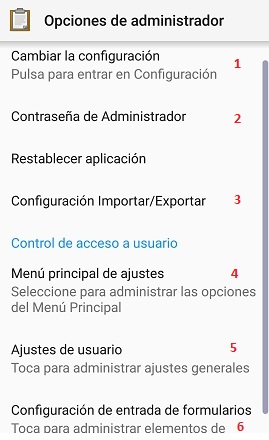 Opciones de administrador
Cambiar la configuración 1
Pulsa para entrar en Configuración
Contraseña de Administrador 2
Restablecer aplicación
Configuración Importar/Exportar 3
Control de acceso a usuario
Menú principal de ajustes 4
Seleccione para administrar las opciones
del Menú Principal
Ajustes de usuario 5
Toca para administrar ajustes generales
Configuración de entrada de formularios
Toca para administrar elementos de 6